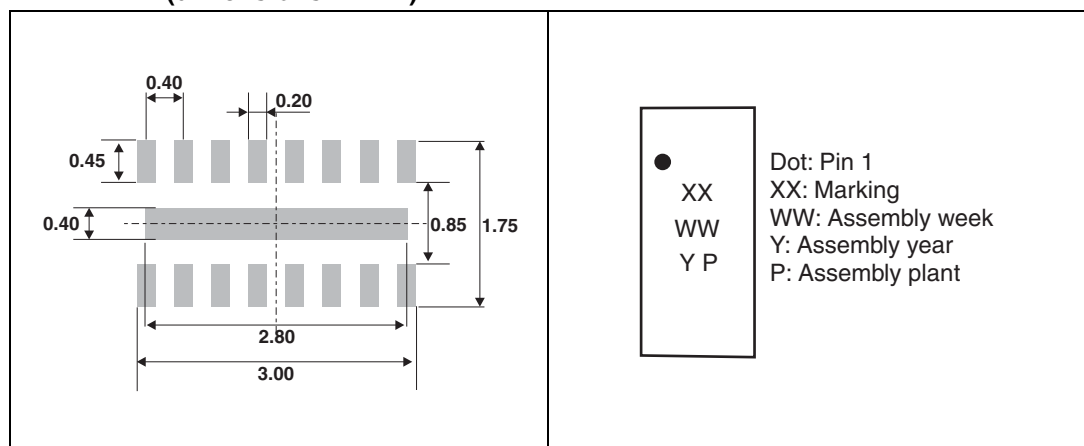 0.40
0.20
0.45
0.40
0.85
1.75
2.80
3.00
XX
WW
Y P
Dot: Pin 1
XX: Marking
WW: Assembly week
Y: Assembly year
P: Assembly plant